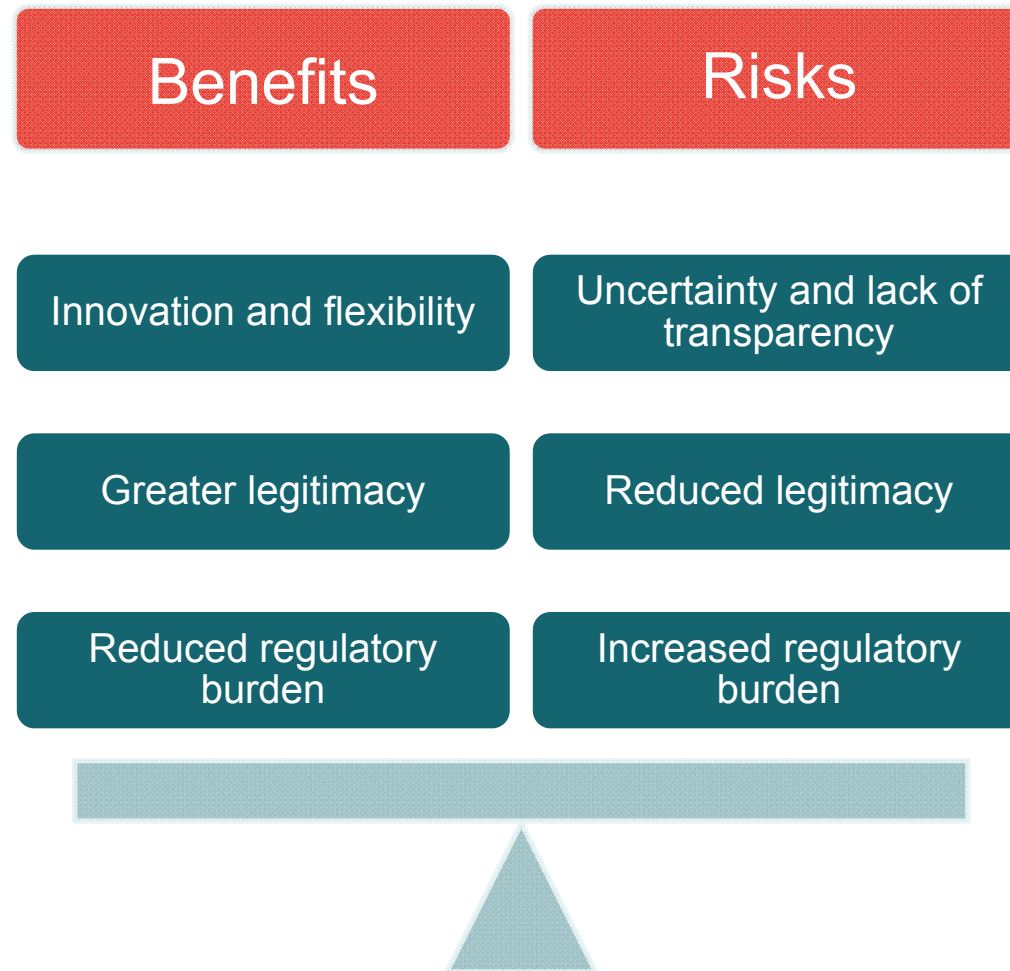 Benefits
Risks
Innovation and flexibility
Uncertainty and lack of
transparency
Greater legitimacy
Reduced legitimacy
Reduced regulatory
burden
Increased regulatory
burden